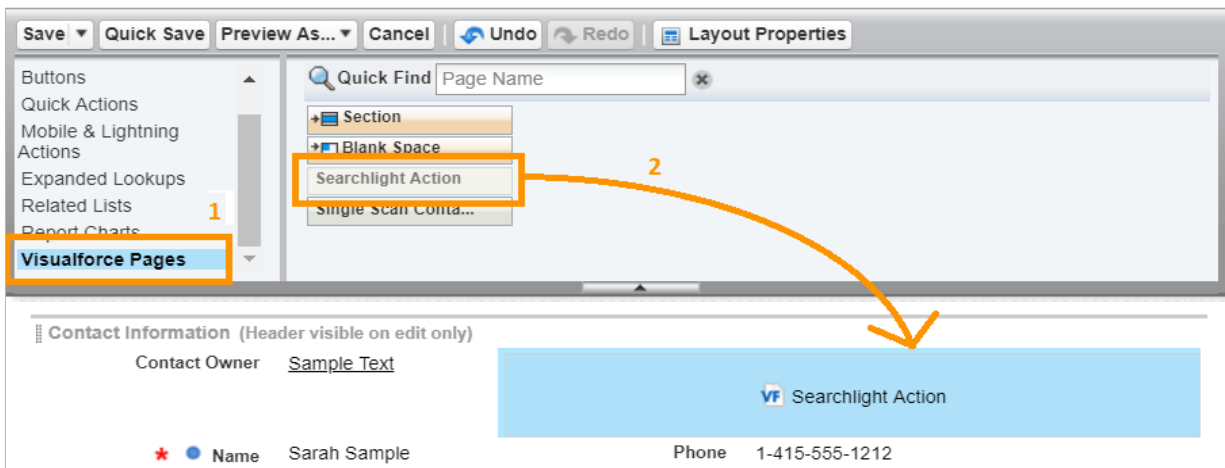 Save Quick Save Preview As... Cancel Undo Redo Layout Properties
Buttons
Quick Actions
Mobile & Lightning
Actions
Expanded Lookups
Related Lists
Report Charts
Visualforce Pages
1
Quick Find Page Name
Section
Blank Space
Searchlight Action
Single Scan Conta...
2
Contact Information (Header visible on edit only)
Contact Owner Sample Text
VF Searchlight Action
* Name Sarah Sample Phone 1-415-555-1212